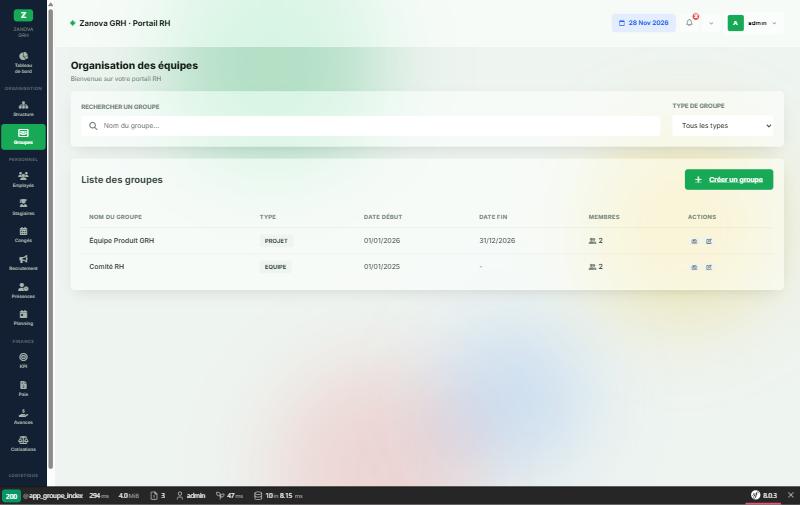 Z
ZANOVA
GRH
Tableau
de bord
ORGANISATION
Structure
Groupes
PERSONNEL
Employés
Stagiaires
Congés
Recrutement
Présences
Planning
FINANCE
KPI
Paie
Avances
Cotisations
LOGISTIQUE
Zanova GRH · Portail RH
28 Nov 2026
A admin
Organisation des équipes
Bienvenue sur votre portail RH
RECHERCHER UN GROUPE
TYPE DE GROUPE
Nom du groupe...
Tous les types
Liste des groupes
Créer un groupe
NOM DU GROUPE TYPE DATE DÉBUT DATE FIN MEMBRES ACTIONS
Équipe Produit GRH PROJET 01/01/2026 31/12/2026 2
Comité RH EQUIPE 01/01/2025 - 2
200 @app_groupe_index 294 ms 4.0 MiB 3 admin 47 ms 10 in 8.15 ms 8.0.3